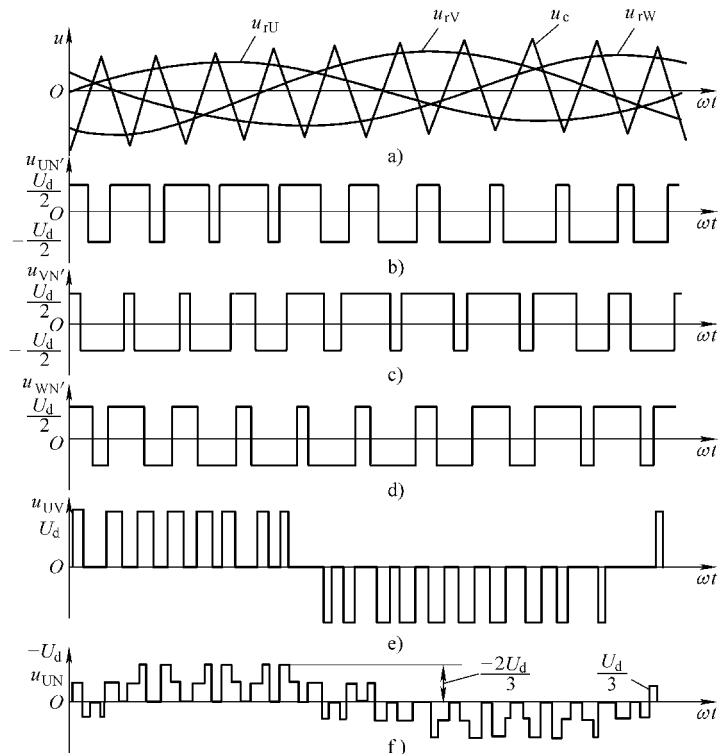 u u_rU u_rV u_c u_rW
O ωt
a)
u_UN′
U_d/2
O ωt
−U_d/2
b)
u_VN′
U_d/2
O ωt
−U_d/2
c)
u_WN′
U_d/2
O ωt
d)
u_UV
U_d
O ωt
e)
−U_d
u_UN −2U_d/3 U_d/3
O ωt
f)